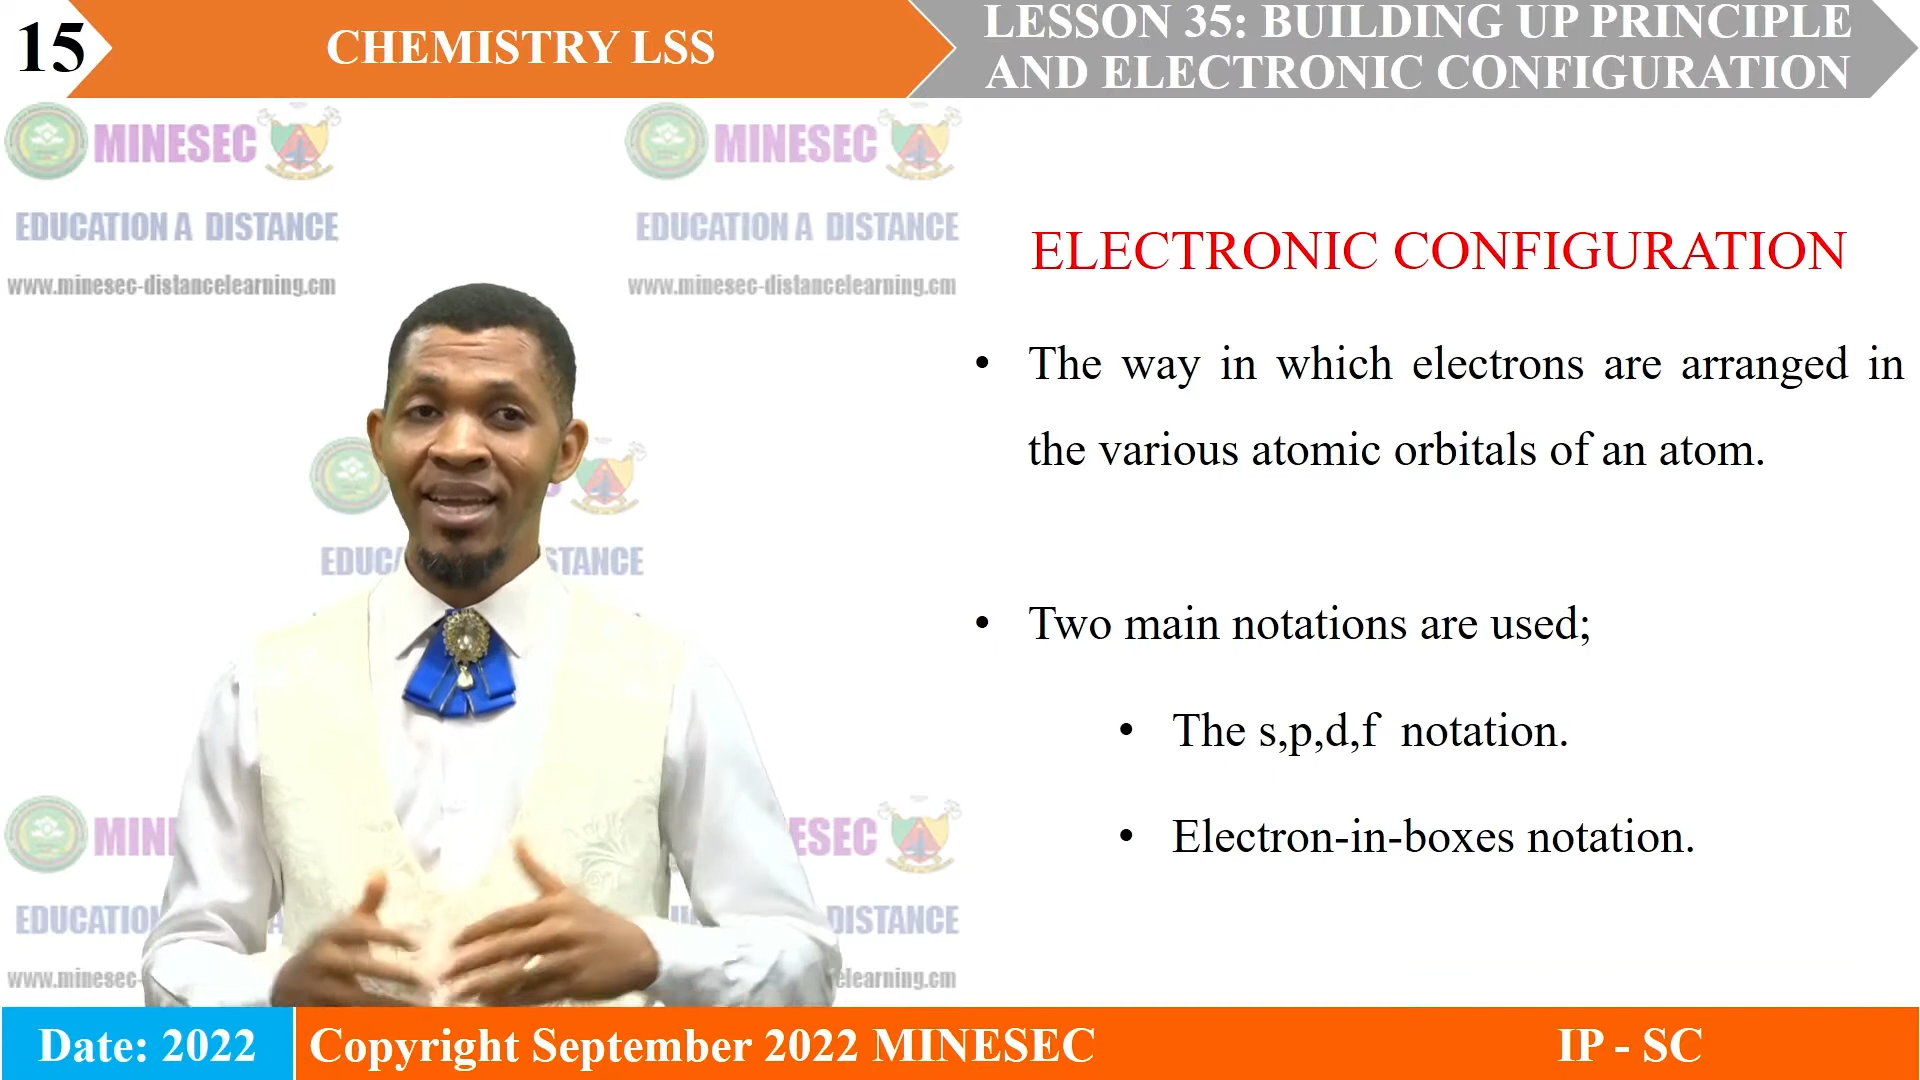 15
CHEMISTRY LSS
LESSON 35: BUILDING UP PRINCIPLE
AND ELECTRONIC CONFIGURATION
MINESEC
EDUCATION A DISTANCE
www.minesec-distancelearning.cm
MINESEC
EDUCATION A DISTANCE
www.minesec-distancelearning.cm
ELECTRONIC CONFIGURATION
• The way in which electrons are arranged in
the various atomic orbitals of an atom.
• Two main notations are used;
• The s,p,d,f notation.
• Electron-in-boxes notation.
Date: 2022
Copyright September 2022 MINESEC
IP - SC